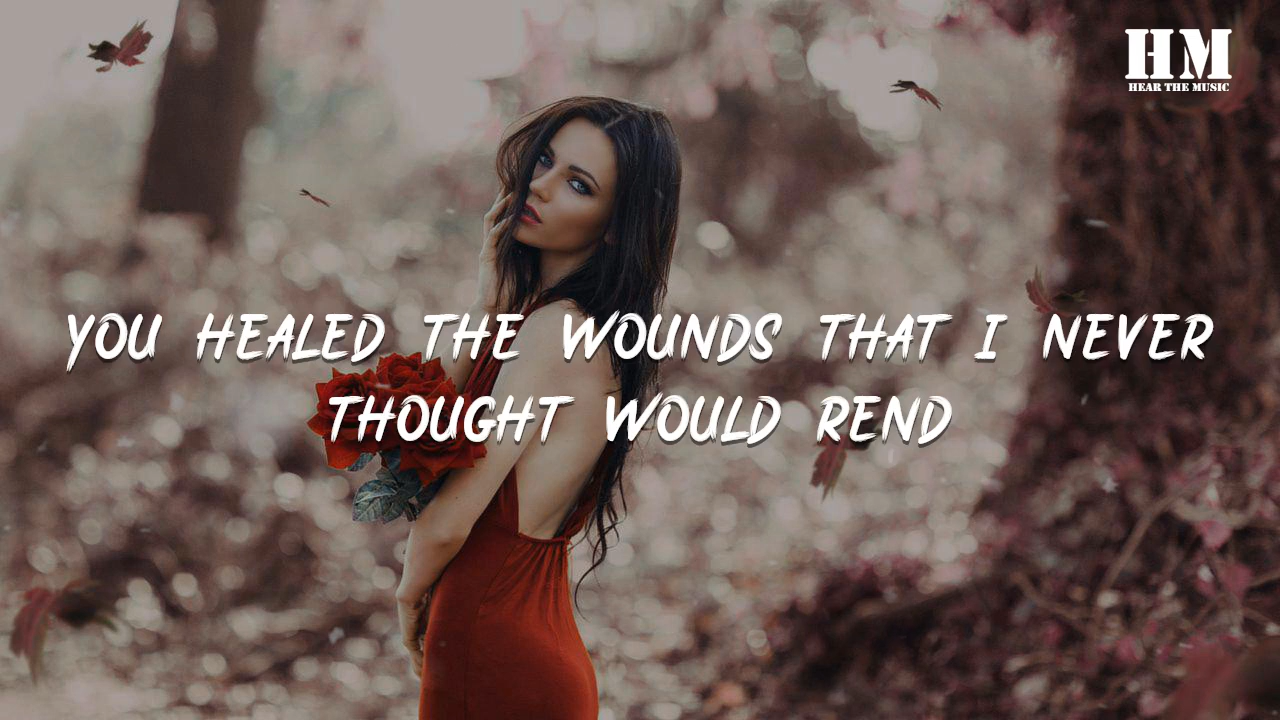 HM
HEAR THE MUSIC
YOU HEALED THE WOUNDS THAT I NEVER
THOUGHT WOULD REND